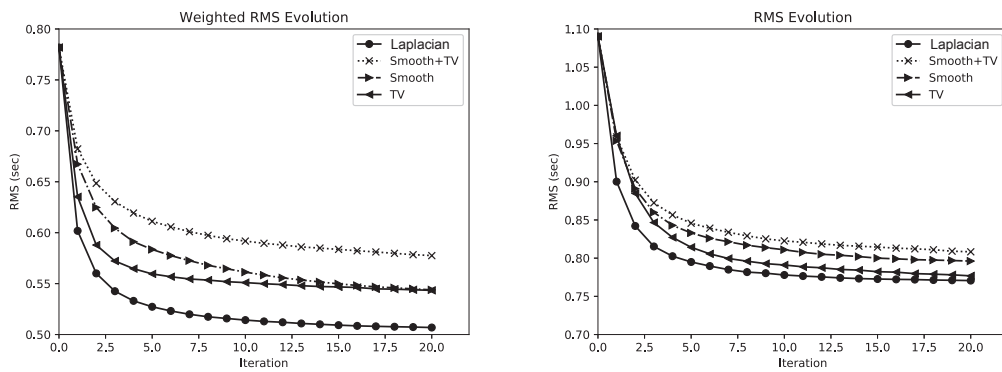 Weighted RMS Evolution
0.80
0.75
0.70
0.65
0.60
0.55
0.50
RMS (sec)
0.0 2.5 5.0 7.5 10.0 12.5 15.0 17.5 20.0
Iteration
Laplacian
Smooth+TV
Smooth
TV
RMS Evolution
1.10
1.05
1.00
0.95
0.90
0.85
0.80
0.75
0.70
RMS (sec)
0.0 2.5 5.0 7.5 10.0 12.5 15.0 17.5 20.0
Iteration
Laplacian
Smooth+TV
Smooth
TV